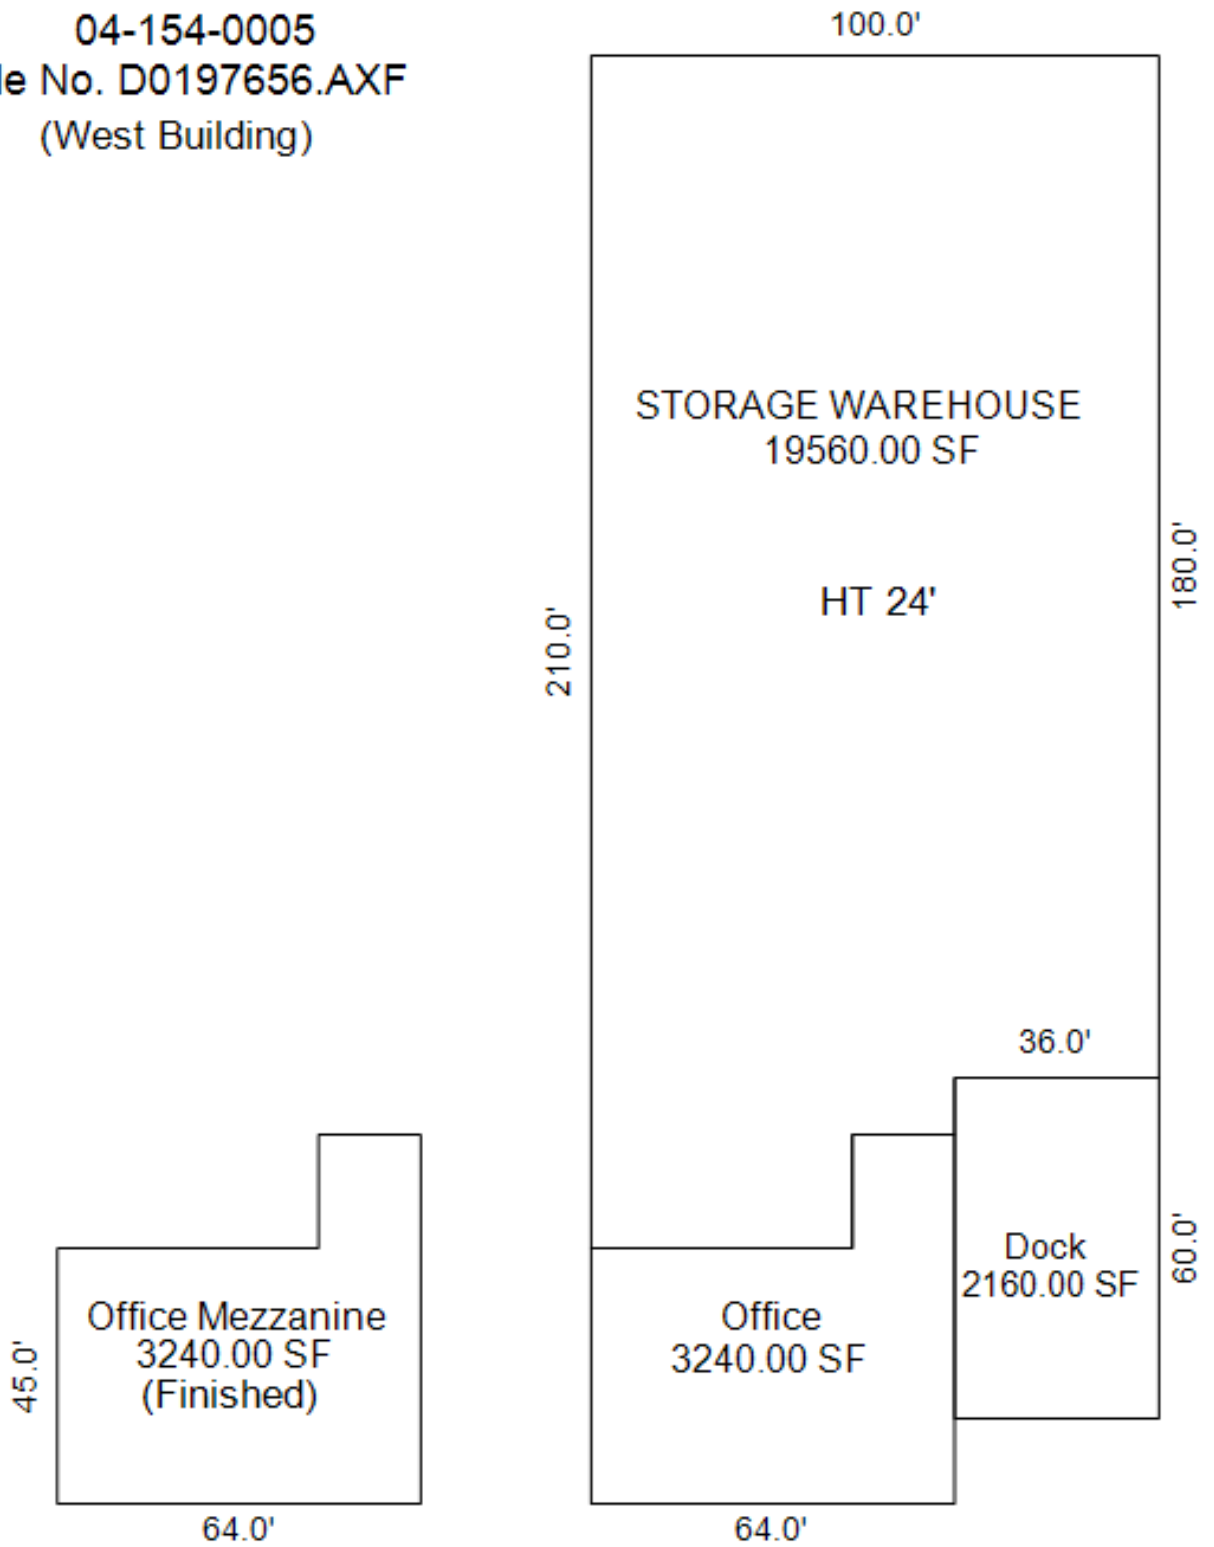 04-154-0005
le No. D0197656.AXF
(West Building)
100.0'
STORAGE WAREHOUSE
19560.00 SF
HT 24'
210.0'
180.0'
36.0'
Dock
2160.00 SF
60.0'
Office Mezzanine
3240.00 SF
(Finished)
45.0'
64.0'
Office
3240.00 SF
64.0'